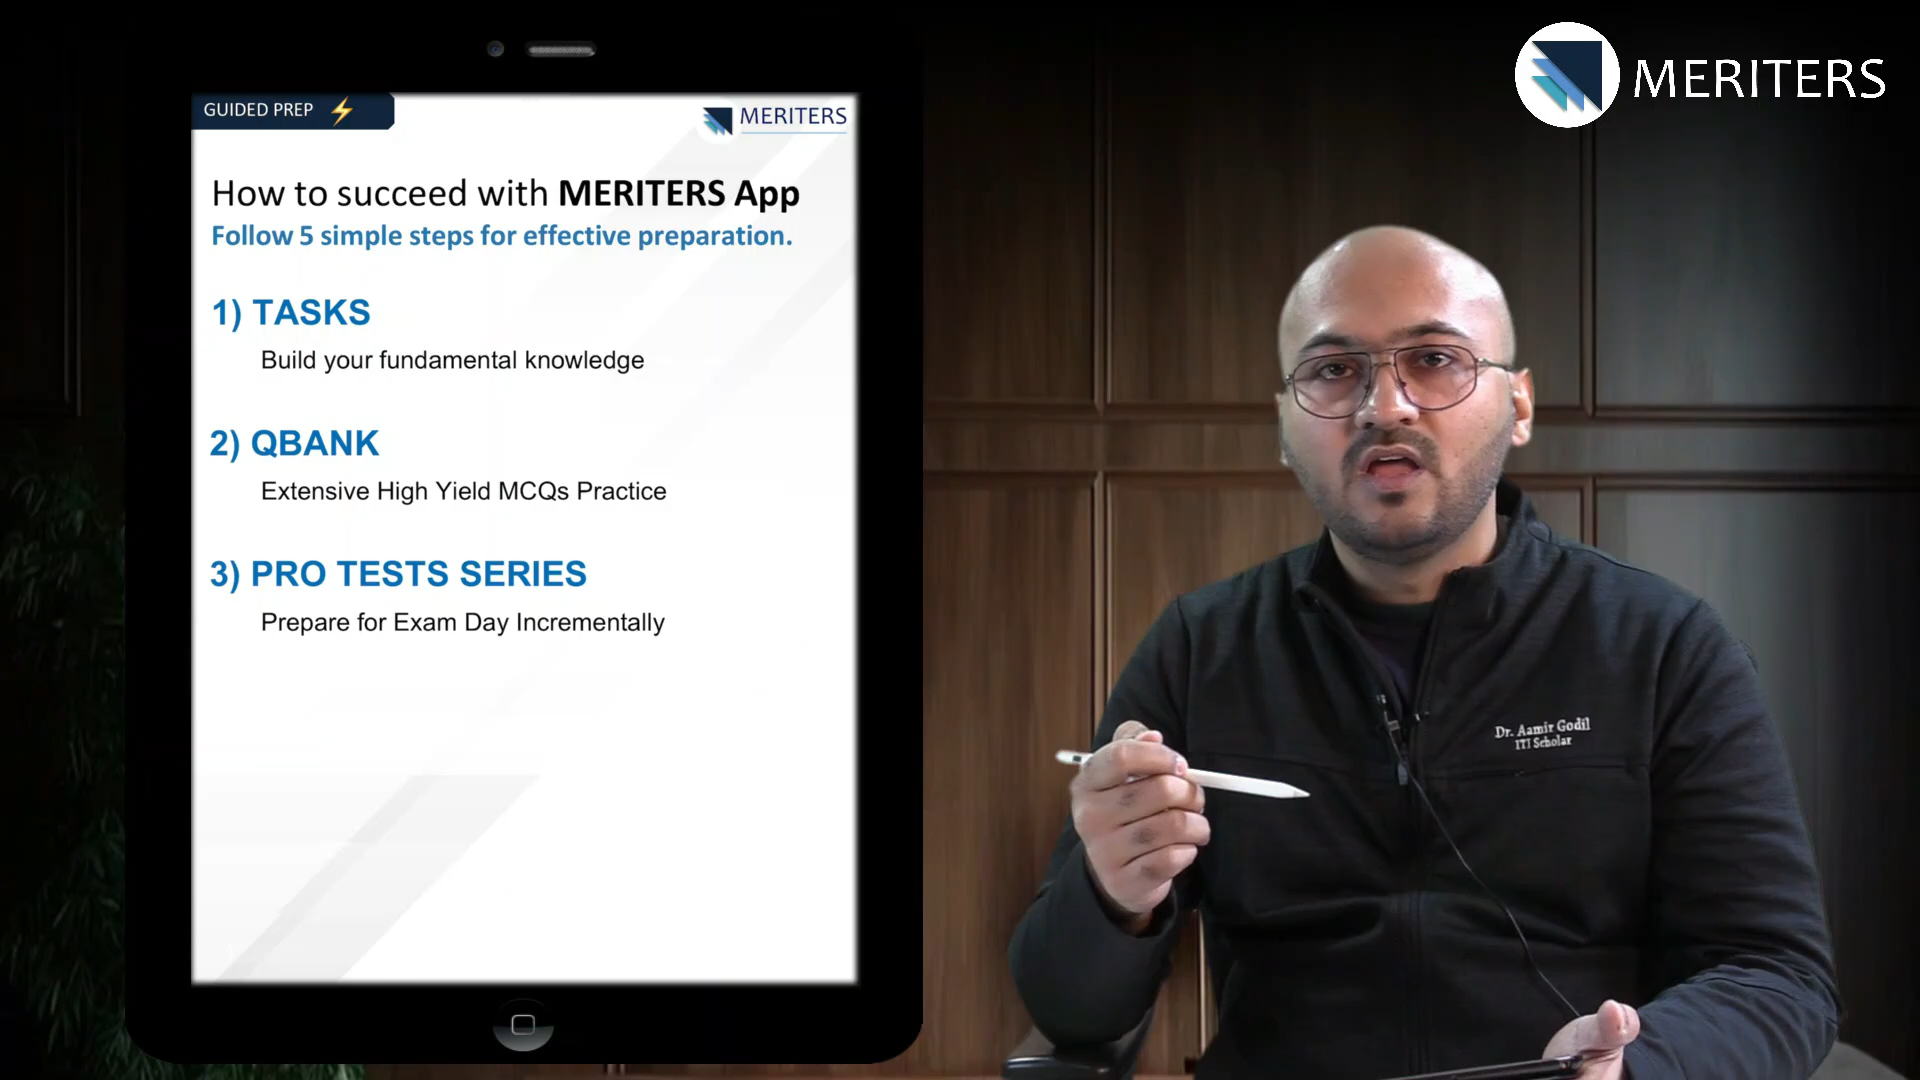 GUIDED PREP
MERITERS
How to succeed with MERITERS App
Follow 5 simple steps for effective preparation.
1) TASKS
Build your fundamental knowledge
2) QBANK
Extensive High Yield MCQs Practice
3) PRO TESTS SERIES
Prepare for Exam Day Incrementally
MERITERS
Dr. Aamir Godil
ITI Scholar